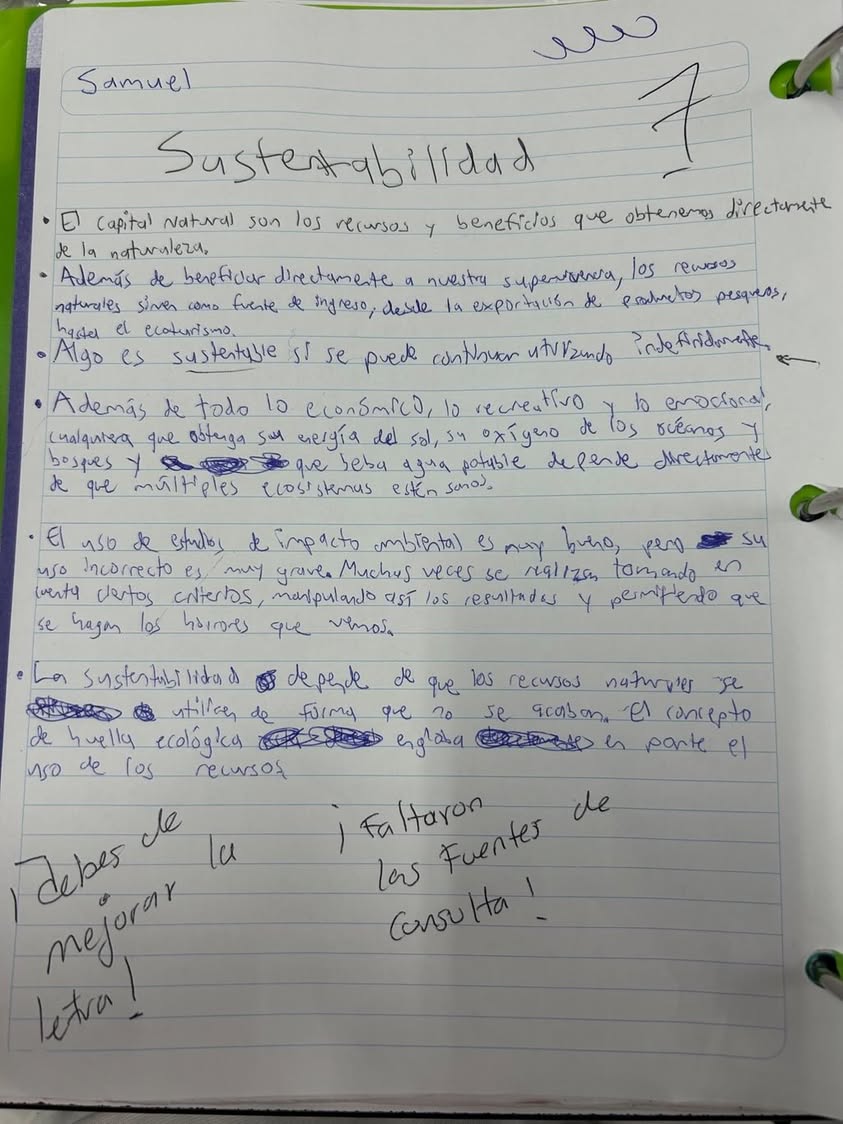 Samuel
7
Sustentabilidad
• El Capital Natural son los recursos y beneficios que obtenemos directamente
de la naturaleza.
• Además de beneficiar directamente a nuestra supervivencia, los recursos
naturales sirven como fuente de ingreso, desde la exportación de productos pesqueros,
hasta el ecoturismo.
• Algo es sustentable si se puede continuar utilizando indefinidamente.
• Además de todo lo económico, lo recreativo y lo emocional,
cualquiera que obtenga su energía del sol, su oxígeno de los océanos y
bosques y que beba agua potable depende directamente
de que múltiples ecosistemas estén sanos.
• El uso de estudios de impacto ambiental es muy bueno, pero su
uso incorrecto es muy grave. Muchas veces se realizan tomando en
cuenta ciertos criterios, manipulando así los resultados y permitiendo que
se hagan los horrores que vemos.
• La sustentabilidad depende de que los recursos naturales se
utilicen de forma que no se acaban. El concepto
de huella ecológica engloba en parte el
uso de los recursos
¡Debes de
mejorar la
letra!
¡Faltaron
las Fuentes de
consulta!